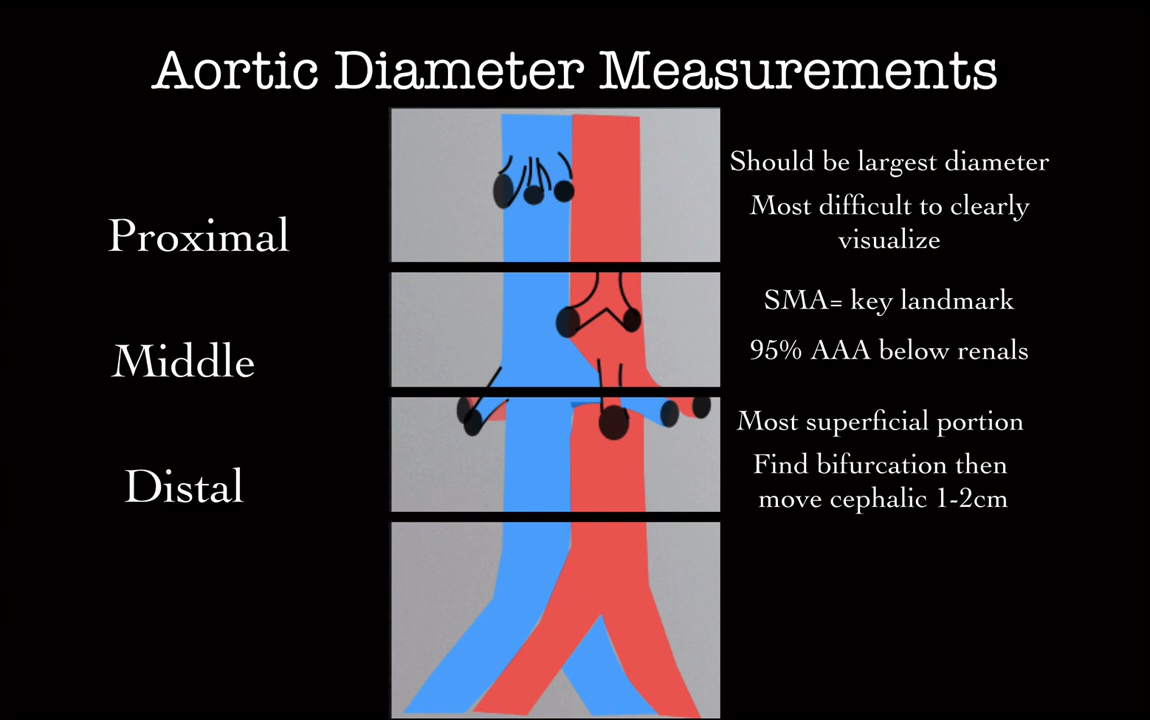 Aortic Diameter Measurements
Proximal
Should be largest diameter
Most difficult to clearly
visualize
Middle
SMA= key landmark
95% AAA below renals
Distal
Most superficial portion
Find bifurcation then
move cephalic 1-2cm